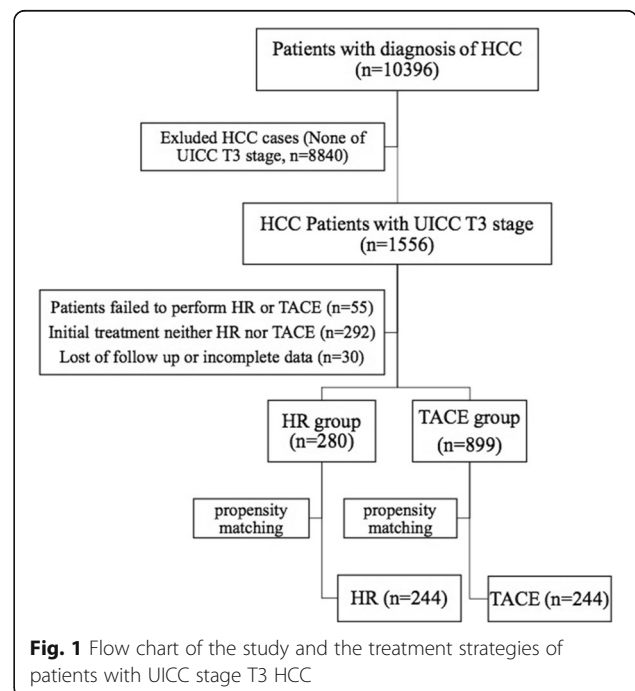 Patients with diagnosis of HCC
(n=10396)
Exluded HCC cases (None of
UICC T3 stage, n=8840)
HCC Patients with UICC T3 stage
(n=1556)
Patients failed to perform HR or TACE (n=55)
Initial treatment neither HR nor TACE (n=292)
Lost of follow up or incomplete data (n=30)
HR group
(n=280)
TACE group
(n=899)
propensity
matching
propensity
matching
HR (n=244)
TACE (n=244)
Fig. 1 Flow chart of the study and the treatment strategies of
patients with UICC stage T3 HCC